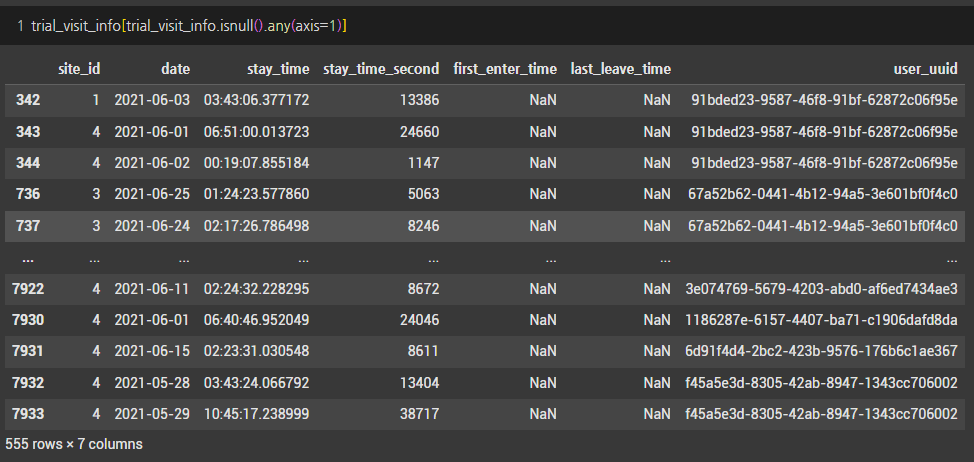 1 trial_visit_info[trial_visit_info.isnull().any(axis=1)]
site_id date stay_time stay_time_second first_enter_time last_leave_time user_uuid
342 1 2021-06-03 03:43:06.377172 13386 NaN NaN 91bded23-9587-46f8-91bf-62872c06f95e
343 4 2021-06-01 06:51:00.013723 24660 NaN NaN 91bded23-9587-46f8-91bf-62872c06f95e
344 4 2021-06-02 00:19:07.855184 1147 NaN NaN 91bded23-9587-46f8-91bf-62872c06f95e
736 3 2021-06-25 01:24:23.577860 5063 NaN NaN 67a52b62-0441-4b12-94a5-3e601bf0f4c0
737 3 2021-06-24 02:17:26.786498 8246 NaN NaN 67a52b62-0441-4b12-94a5-3e601bf0f4c0
... ... ... ... ... ... ... ...
7922 4 2021-06-11 02:24:32.228295 8672 NaN NaN 3e074769-5679-4203-abd0-af6ed7434ae3
7930 4 2021-06-01 06:40:46.952049 24046 NaN NaN 1186287e-6157-4407-ba71-c1906dafd8da
7931 4 2021-06-15 02:23:31.030548 8611 NaN NaN 6d91f4d4-2bc2-423b-9576-176b6c1ae367
7932 4 2021-05-28 03:43:24.066792 13404 NaN NaN f45a5e3d-8305-42ab-8947-1343cc706002
7933 4 2021-05-29 10:45:17.238999 38717 NaN NaN f45a5e3d-8305-42ab-8947-1343cc706002
555 rows × 7 columns